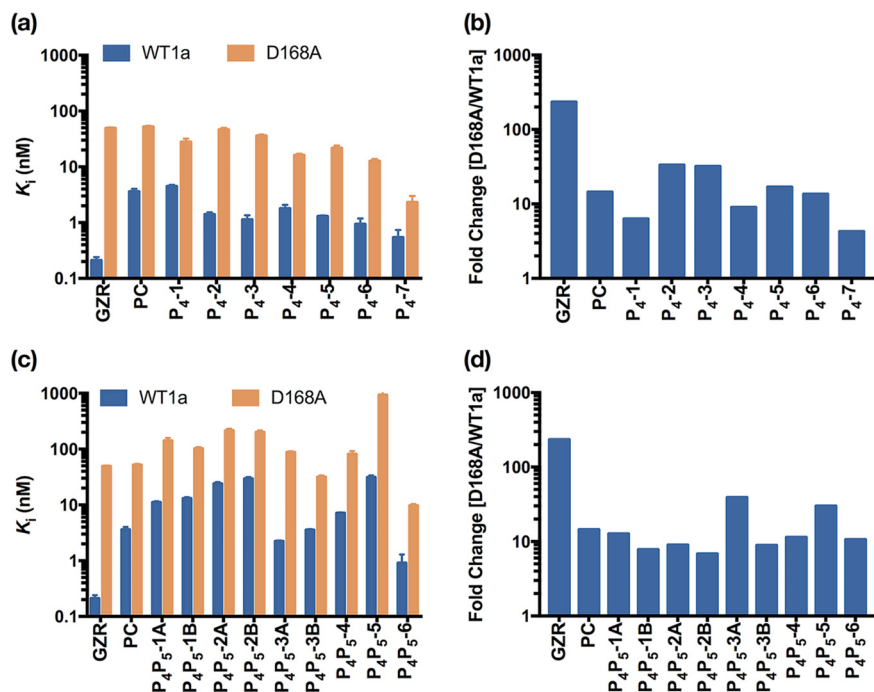 (a)
WT1a
D168A
Kᵢ (nM)
1000
100
10
1
0.1
GZR
PC
P₄-1
P₄-2
P₄-3
P₄-4
P₄-5
P₄-6
P₄-7
(b)
Fold Change [D168A/WT1a]
1000
100
10
1
GZR
PC
P₄-1
P₄-2
P₄-3
P₄-4
P₄-5
P₄-6
P₄-7
(c)
WT1a
D168A
Kᵢ (nM)
1000
100
10
1
0.1
GZR
PC
P₄P₅-1A
P₄P₅-1B
P₄P₅-2A
P₄P₅-2B
P₄P₅-3A
P₄P₅-3B
P₄P₅-4
P₄P₅-5
P₄P₅-6
(d)
Fold Change [D168A/WT1a]
1000
100
10
1
GZR
PC
P₄P₅-1A
P₄P₅-1B
P₄P₅-2A
P₄P₅-2B
P₄P₅-3A
P₄P₅-3B
P₄P₅-4
P₄P₅-5
P₄P₅-6